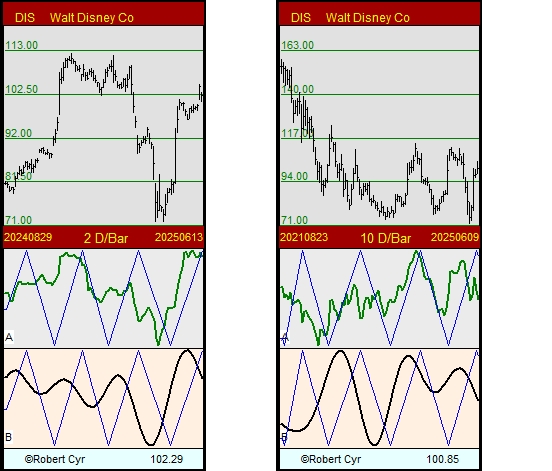 DIS Walt Disney Co
113.00
102.50
92.00
81.50
71.00
20240829 2 D/Bar 20250613
A
B
©Robert Cyr 102.29
DIS Walt Disney Co
163.00
140.00
117.00
94.00
71.00
20210823 10 D/Bar 20250609
A
B
©Robert Cyr 100.85